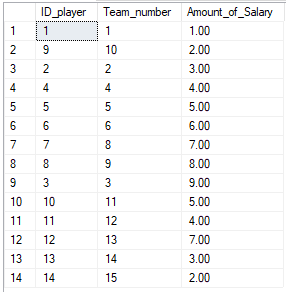 ID_player Team_number Amount_of_Salary
1 1 1 1.00
2 9 10 2.00
3 2 2 3.00
4 4 4 4.00
5 5 5 5.00
6 6 6 6.00
7 7 8 7.00
8 8 9 8.00
9 3 3 9.00
10 10 11 5.00
11 11 12 4.00
12 12 13 7.00
13 13 14 3.00
14 14 15 2.00